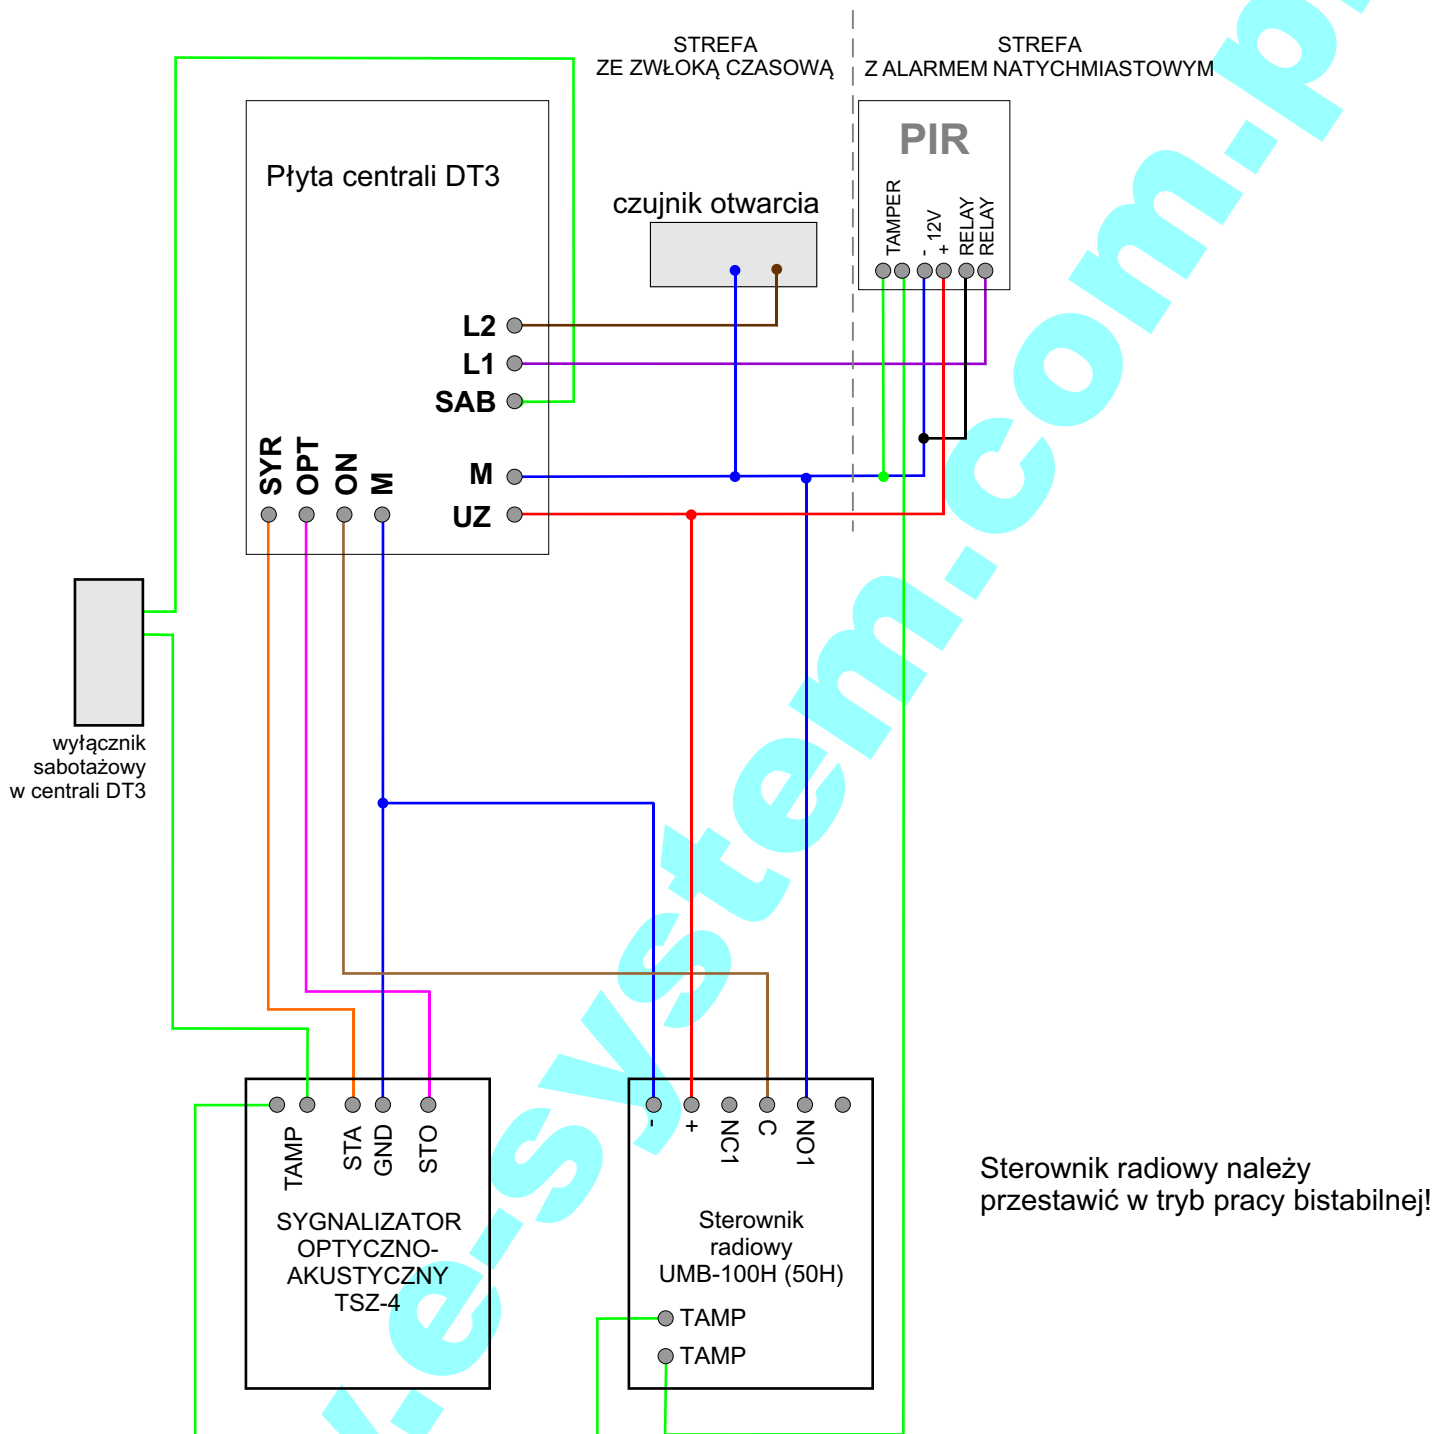 STREFA
ZE ZWŁOKĄ CZASOWĄ
STREFA
Z ALARMEM NATYCHMIASTOWYM
PIR
TAMPER
- 12V +
RELAY
RELAY
Płyta centrali DT3
czujnik otwarcia
L2
L1
SAB
M
UZ
SYR
OPT
ON
M
wyłącznik
sabotażowy
w centrali DT3
TAMP
STA
GND
STO
SYGNALIZATOR
OPTYCZNO-
AKUSTYCZNY
TSZ-4
-
+
NC1
C
NO1
Sterownik
radiowy
UMB-100H (50H)
TAMP
TAMP
Sterownik radiowy należy
przestawić w tryb pracy bistabilnej!
.e-system.com.p